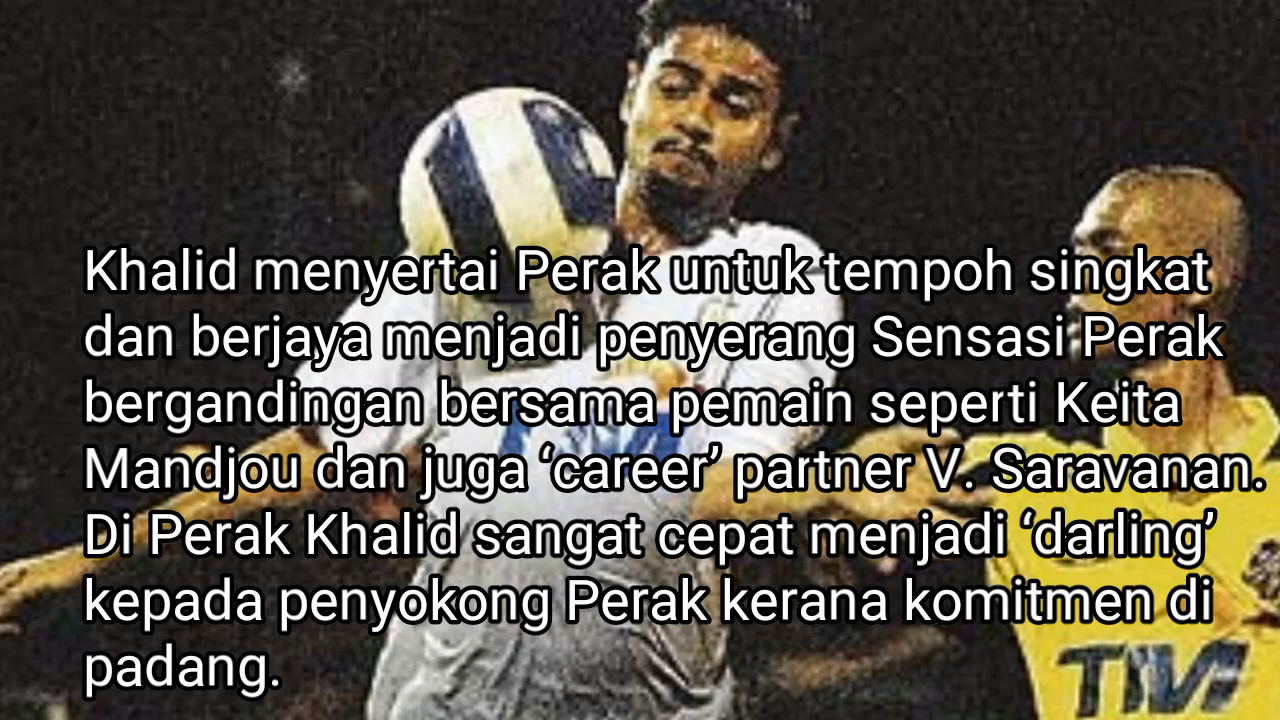 Khalid menyertai Perak untuk tempoh singkat
dan berjaya menjadi penyerang Sensasi Perak
bergandingan bersama pemain seperti Keita
Mandjou dan juga ‘career’ partner V. Saravanan.
Di Perak Khalid sangat cepat menjadi ‘darling’
kepada penyokong Perak kerana komitmen di
padang.
TM